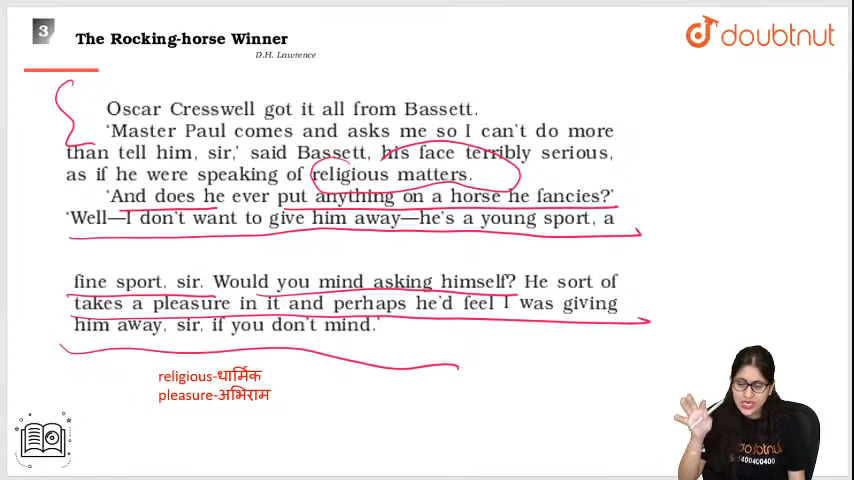 3
The Rocking-horse Winner
D.H. Lawrence
doubtnut
Oscar Cresswell got it all from Bassett.
‘Master Paul comes and asks me so I can't do more
than tell him, sir,’ said Bassett, his face terribly serious,
as if he were speaking of religious matters.
‘And does he ever put anything on a horse he fancies?’
‘Well—I don't want to give him away—he's a young sport, a
fine sport, sir. Would you mind asking himself? He sort of
takes a pleasure in it and perhaps he'd feel I was giving
him away, sir, if you don't mind.’
religious-धार्मिक
pleasure-अभिराम
doubtnut